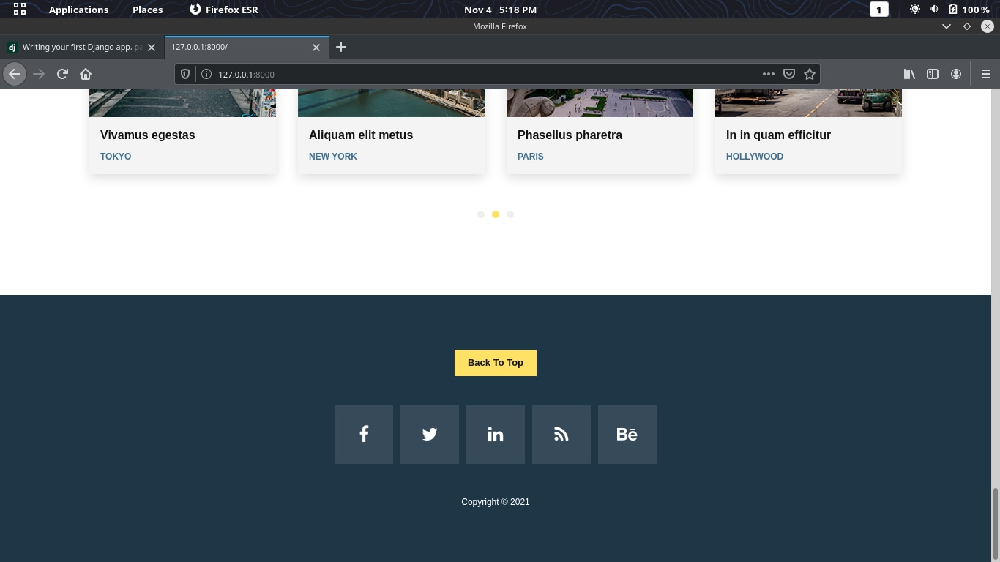 Applications Places Firefox ESR Nov 4 5:18 PM 1 100 %
Mozilla Firefox
Writing your first Django app, pa 127.0.0.1:8000/
127.0.0.1:8000
Vivamus egestas Aliquam elit metus Phasellus pharetra In in quam efficitur
TOKYO NEW YORK PARIS HOLLYWOOD
Back To Top
Copyright © 2021